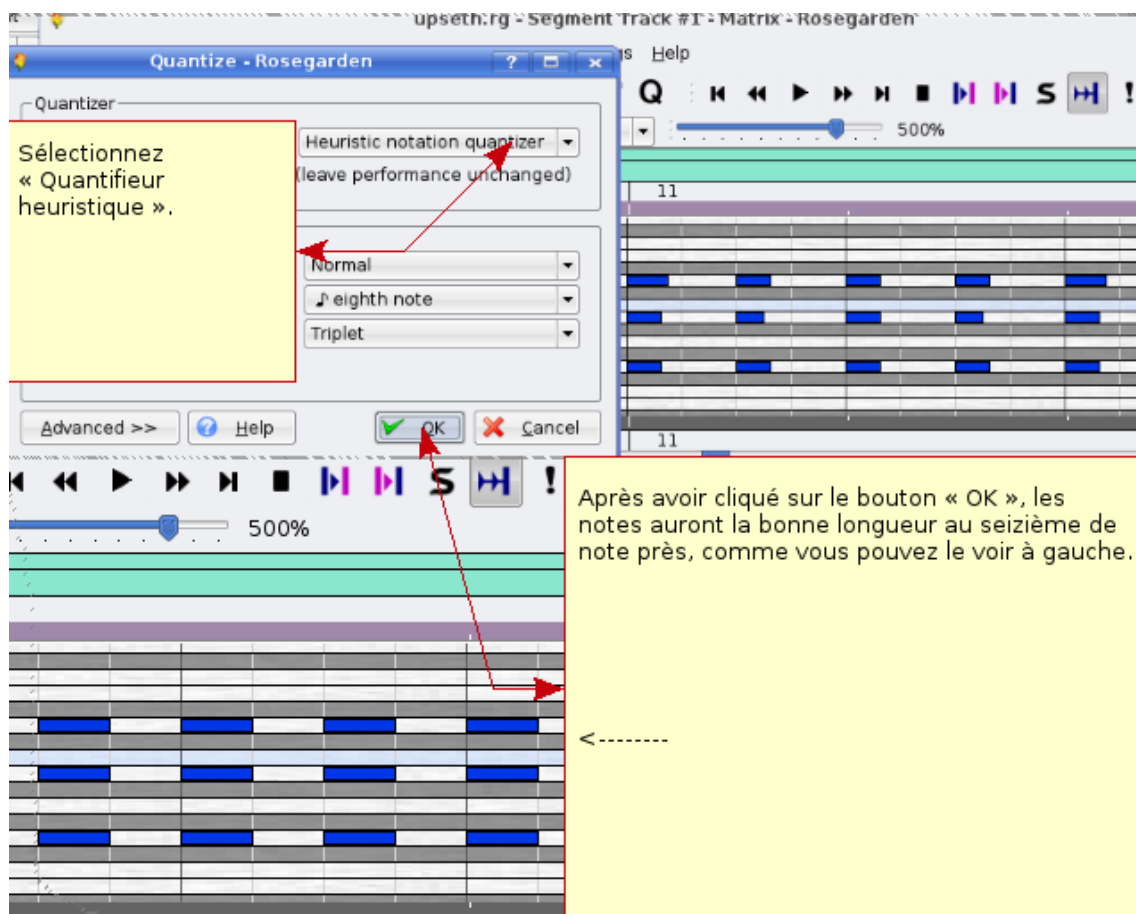 upseth.rg - Segment Track #1 - Matrix - Rosegarden
Quantize - Rosegarden
Help
Quantizer
Q
S
!
500%
Heuristic notation quantizer
(leave performance unchanged)
Sélectionnez
« Quantifieur
heuristique ».
11
Normal
♪ eighth note
Triplet
Advanced >>
Help
OK
Cancel
11
S
!
500%
Après avoir cliqué sur le bouton « OK », les
notes auront la bonne longueur au seizième de
note près, comme vous pouvez le voir à gauche.
<--------